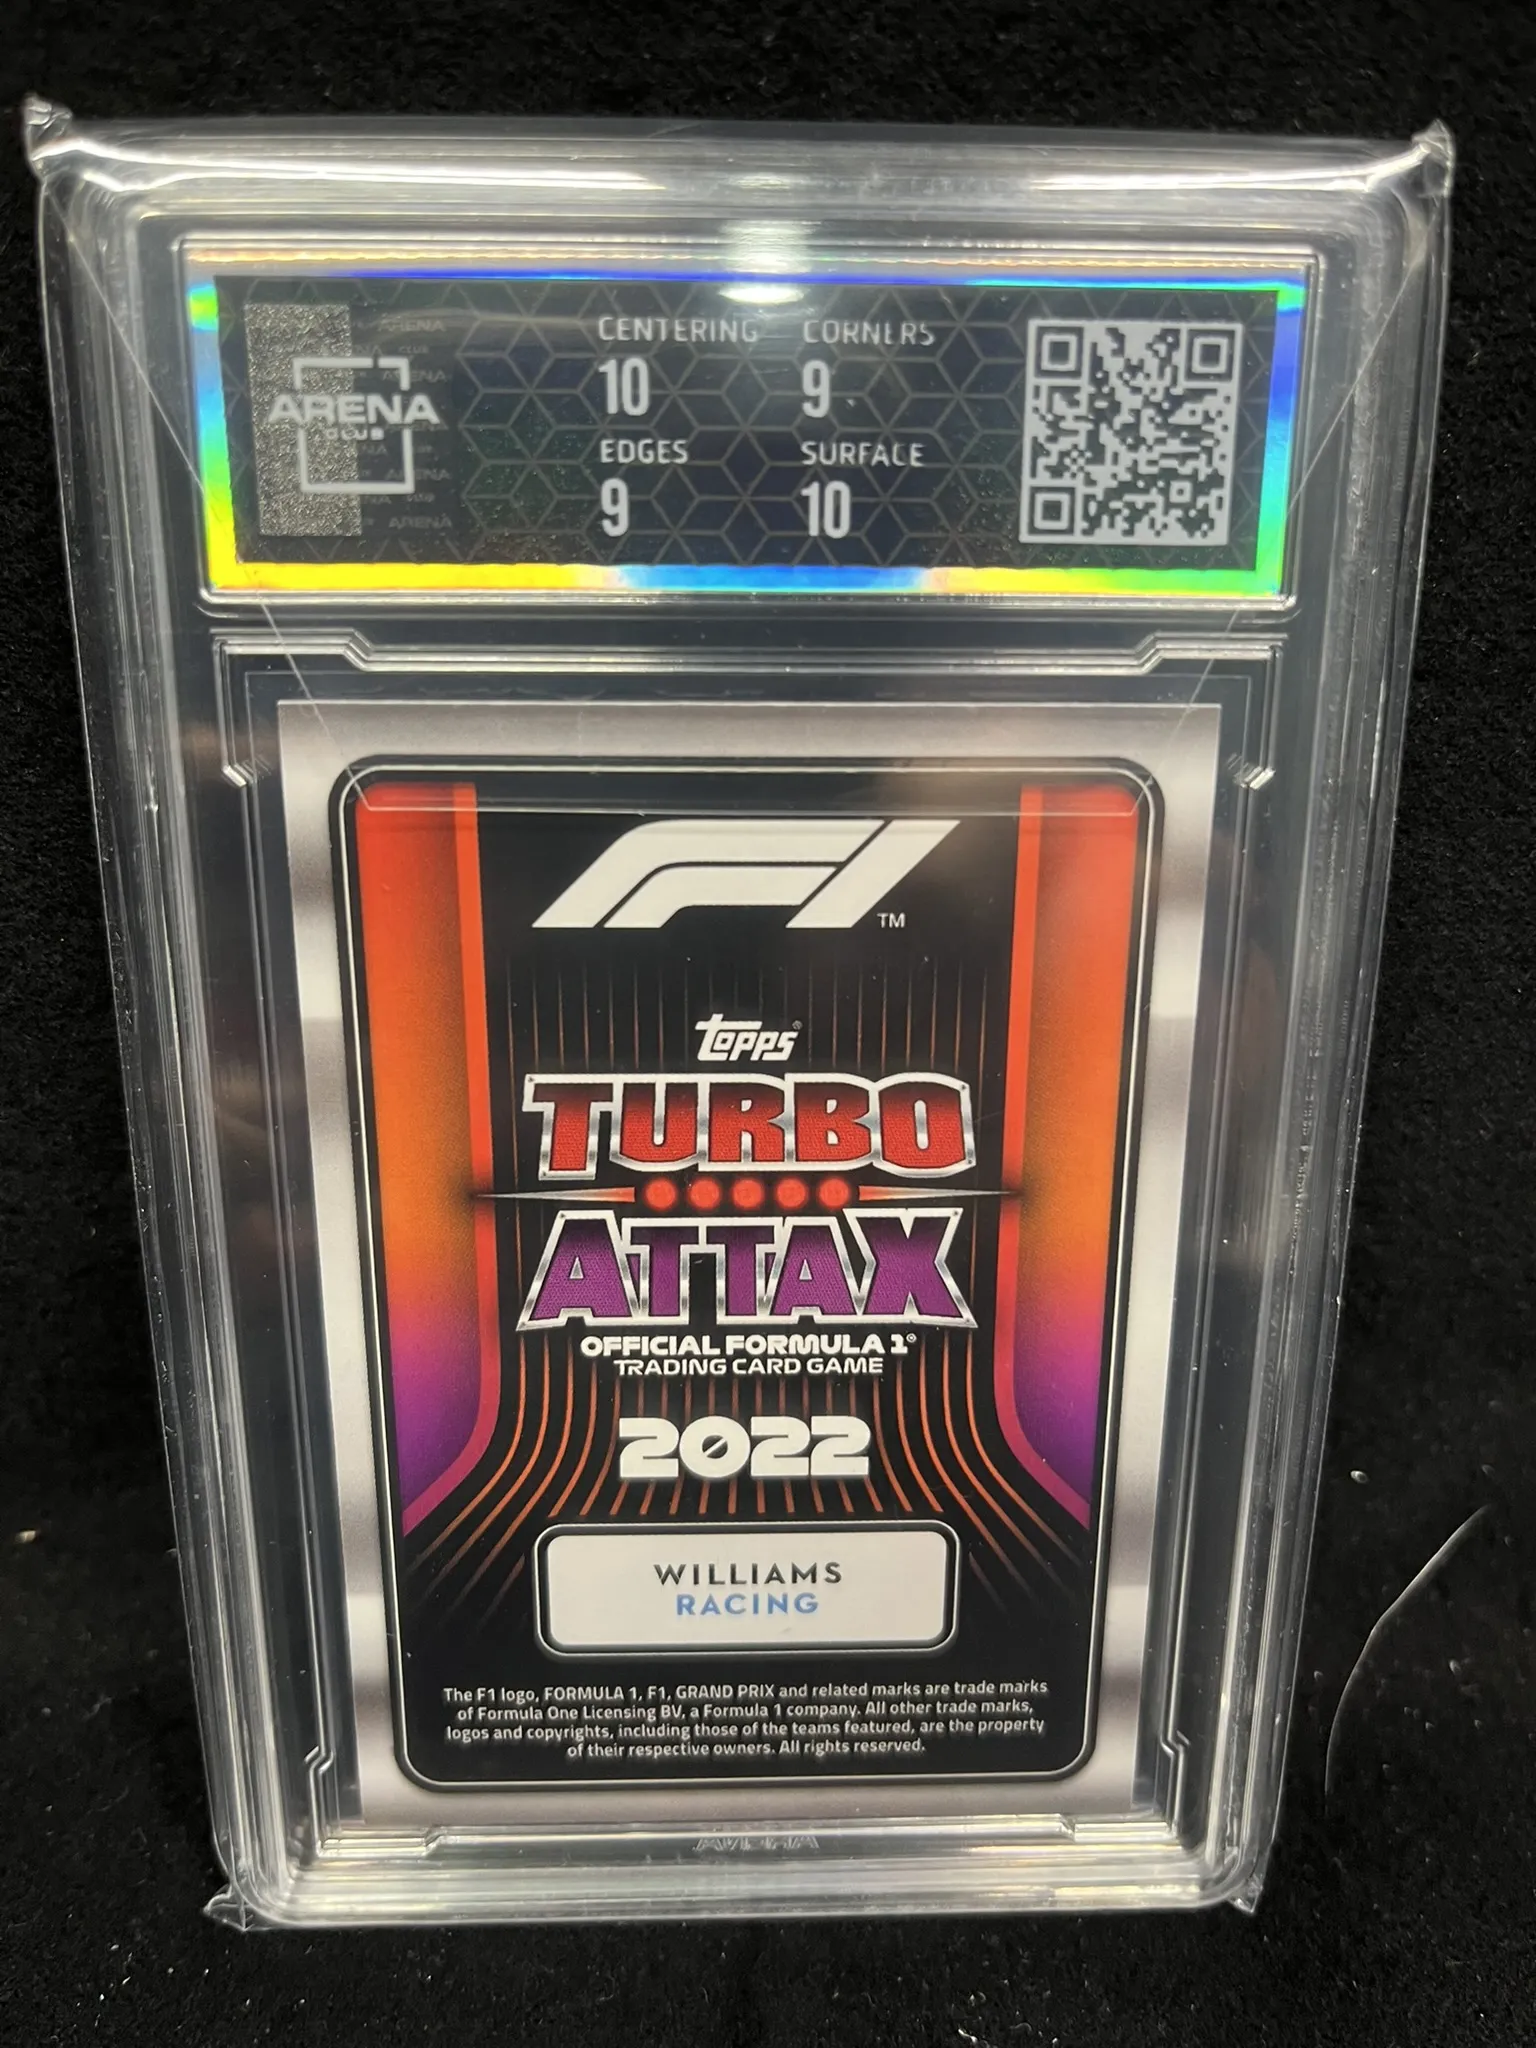 ARENA
CLUB
CENTERING
10
CORNERS
9
EDGES
9
SURFACE
10
F1
TM
topps®
TURBO
ATTAX
OFFICIAL FORMULA 1®
TRADING CARD GAME
2022
WILLIAMS
RACING
The F1 logo, FORMULA 1, F1, GRAND PRIX and related marks are trade marks
of Formula One Licensing BV, a Formula 1 company. All other trade marks,
logos and copyrights, including those of the teams featured, are the property
of their respective owners. All rights reserved.
ARENA